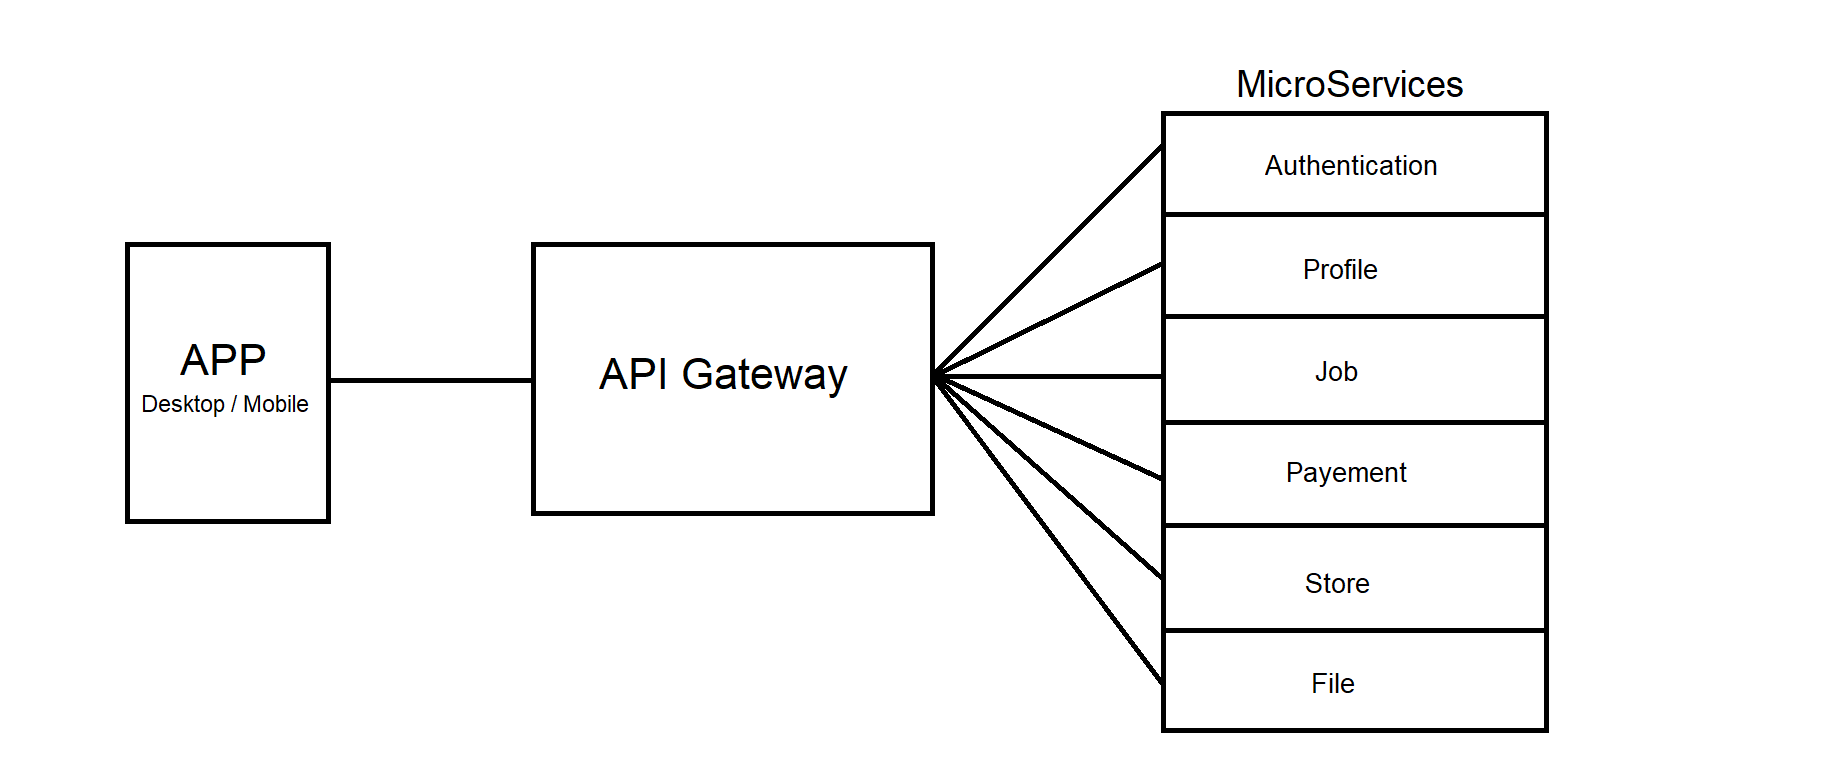 MicroServices
Authentication
Profile
APP
Desktop / Mobile
API Gateway
Job
Payement
Store
File